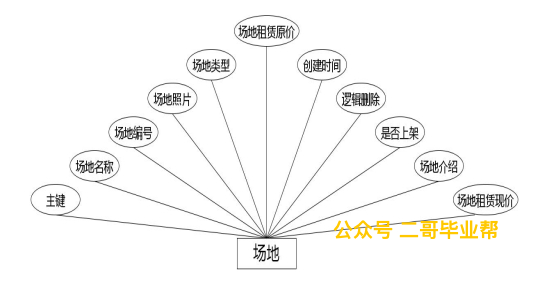 场地租赁原价
场地类型
创建时间
场地照片
逻辑删除
场地编号
是否上架
场地名称
场地介绍
主键
场地租赁现价
公众号 二哥毕业帮
场地